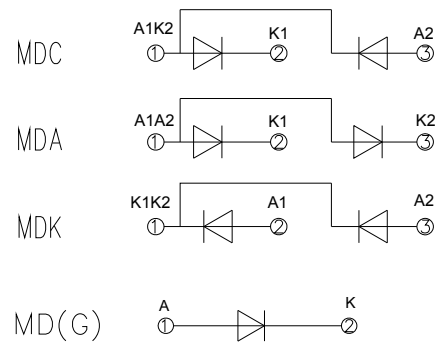 A1K2 K1 A2
MDC 1 2 3
A1A2 K1 K2
MDA 1 2 3
K1K2 A1 A2
MDK 1 2 3
A K
MD(G) 1 2